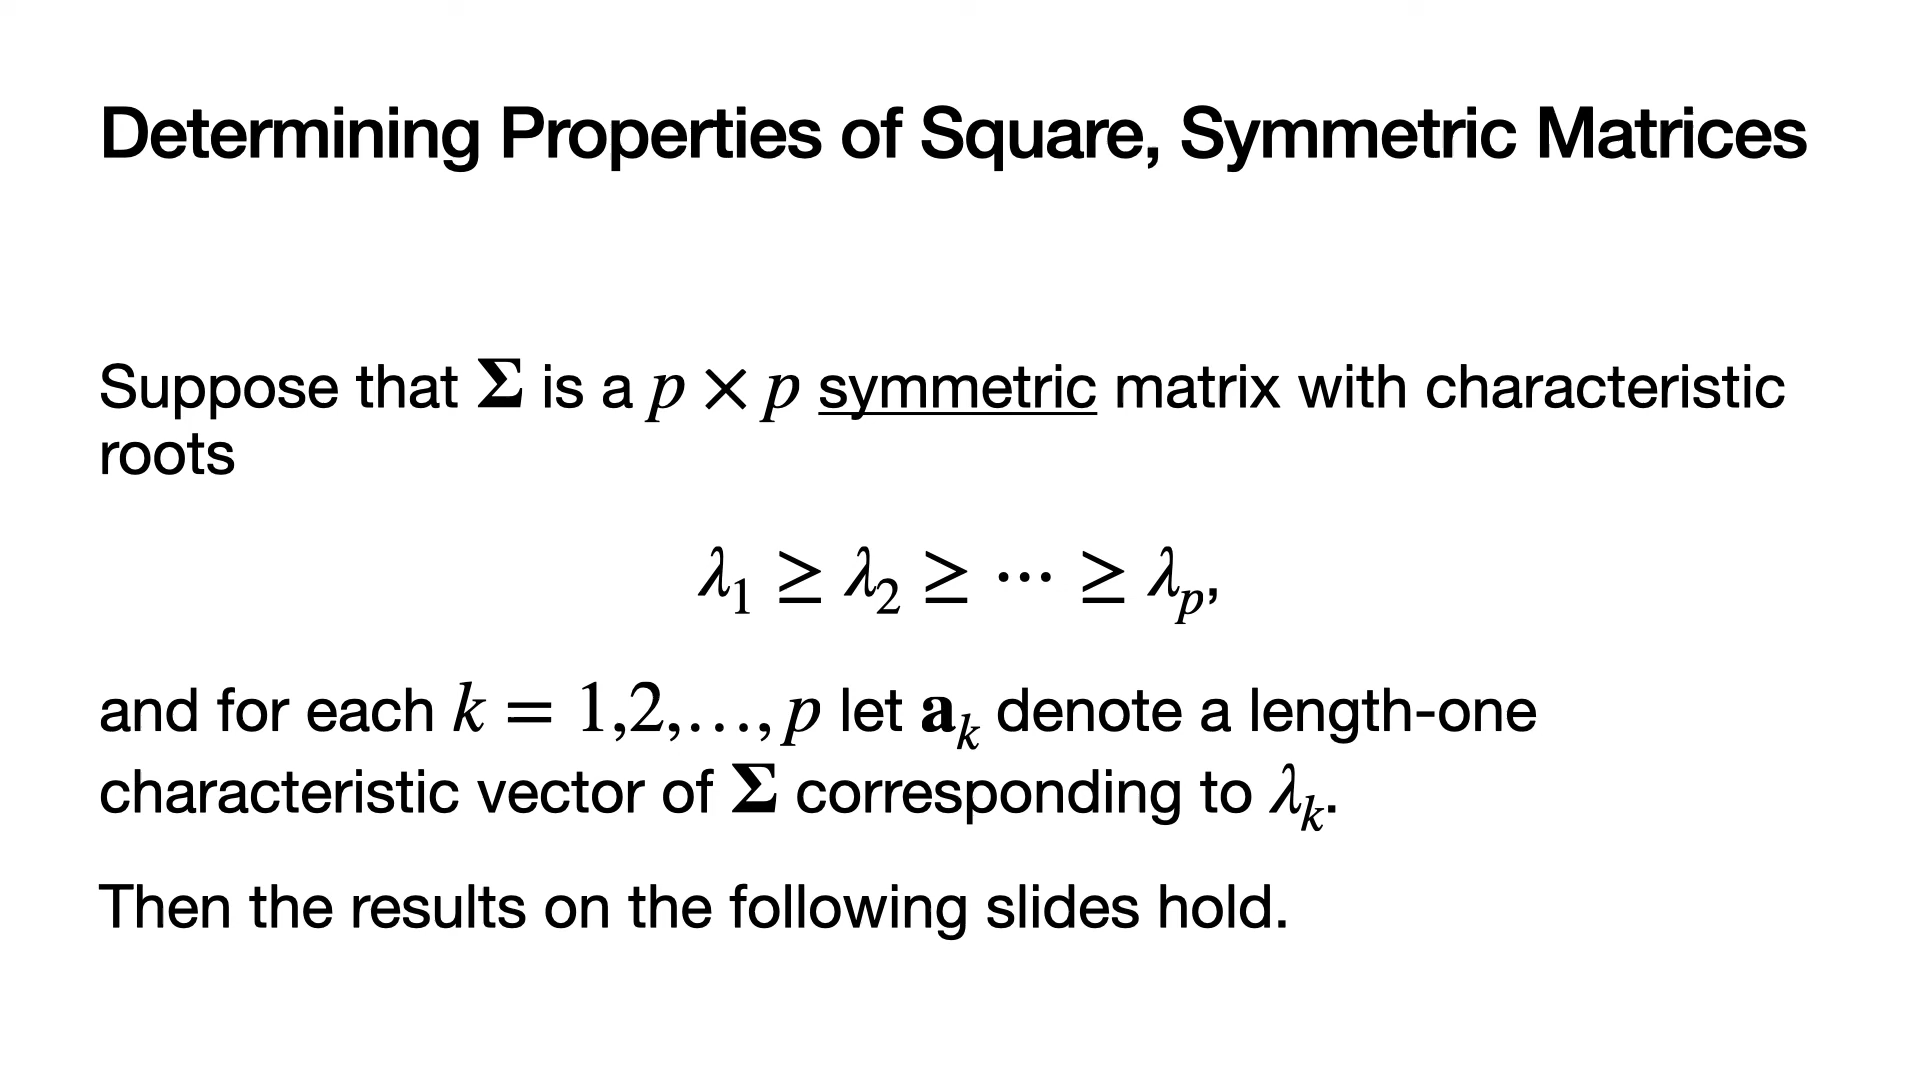 Determining Properties of Square, Symmetric Matrices
Suppose that Σ is a p × p symmetric matrix with characteristic
roots
λ₁ ≥ λ₂ ≥ ⋯ ≥ λₚ,
and for each k = 1,2,…, p let aₖ denote a length-one
characteristic vector of Σ corresponding to λₖ.
Then the results on the following slides hold.